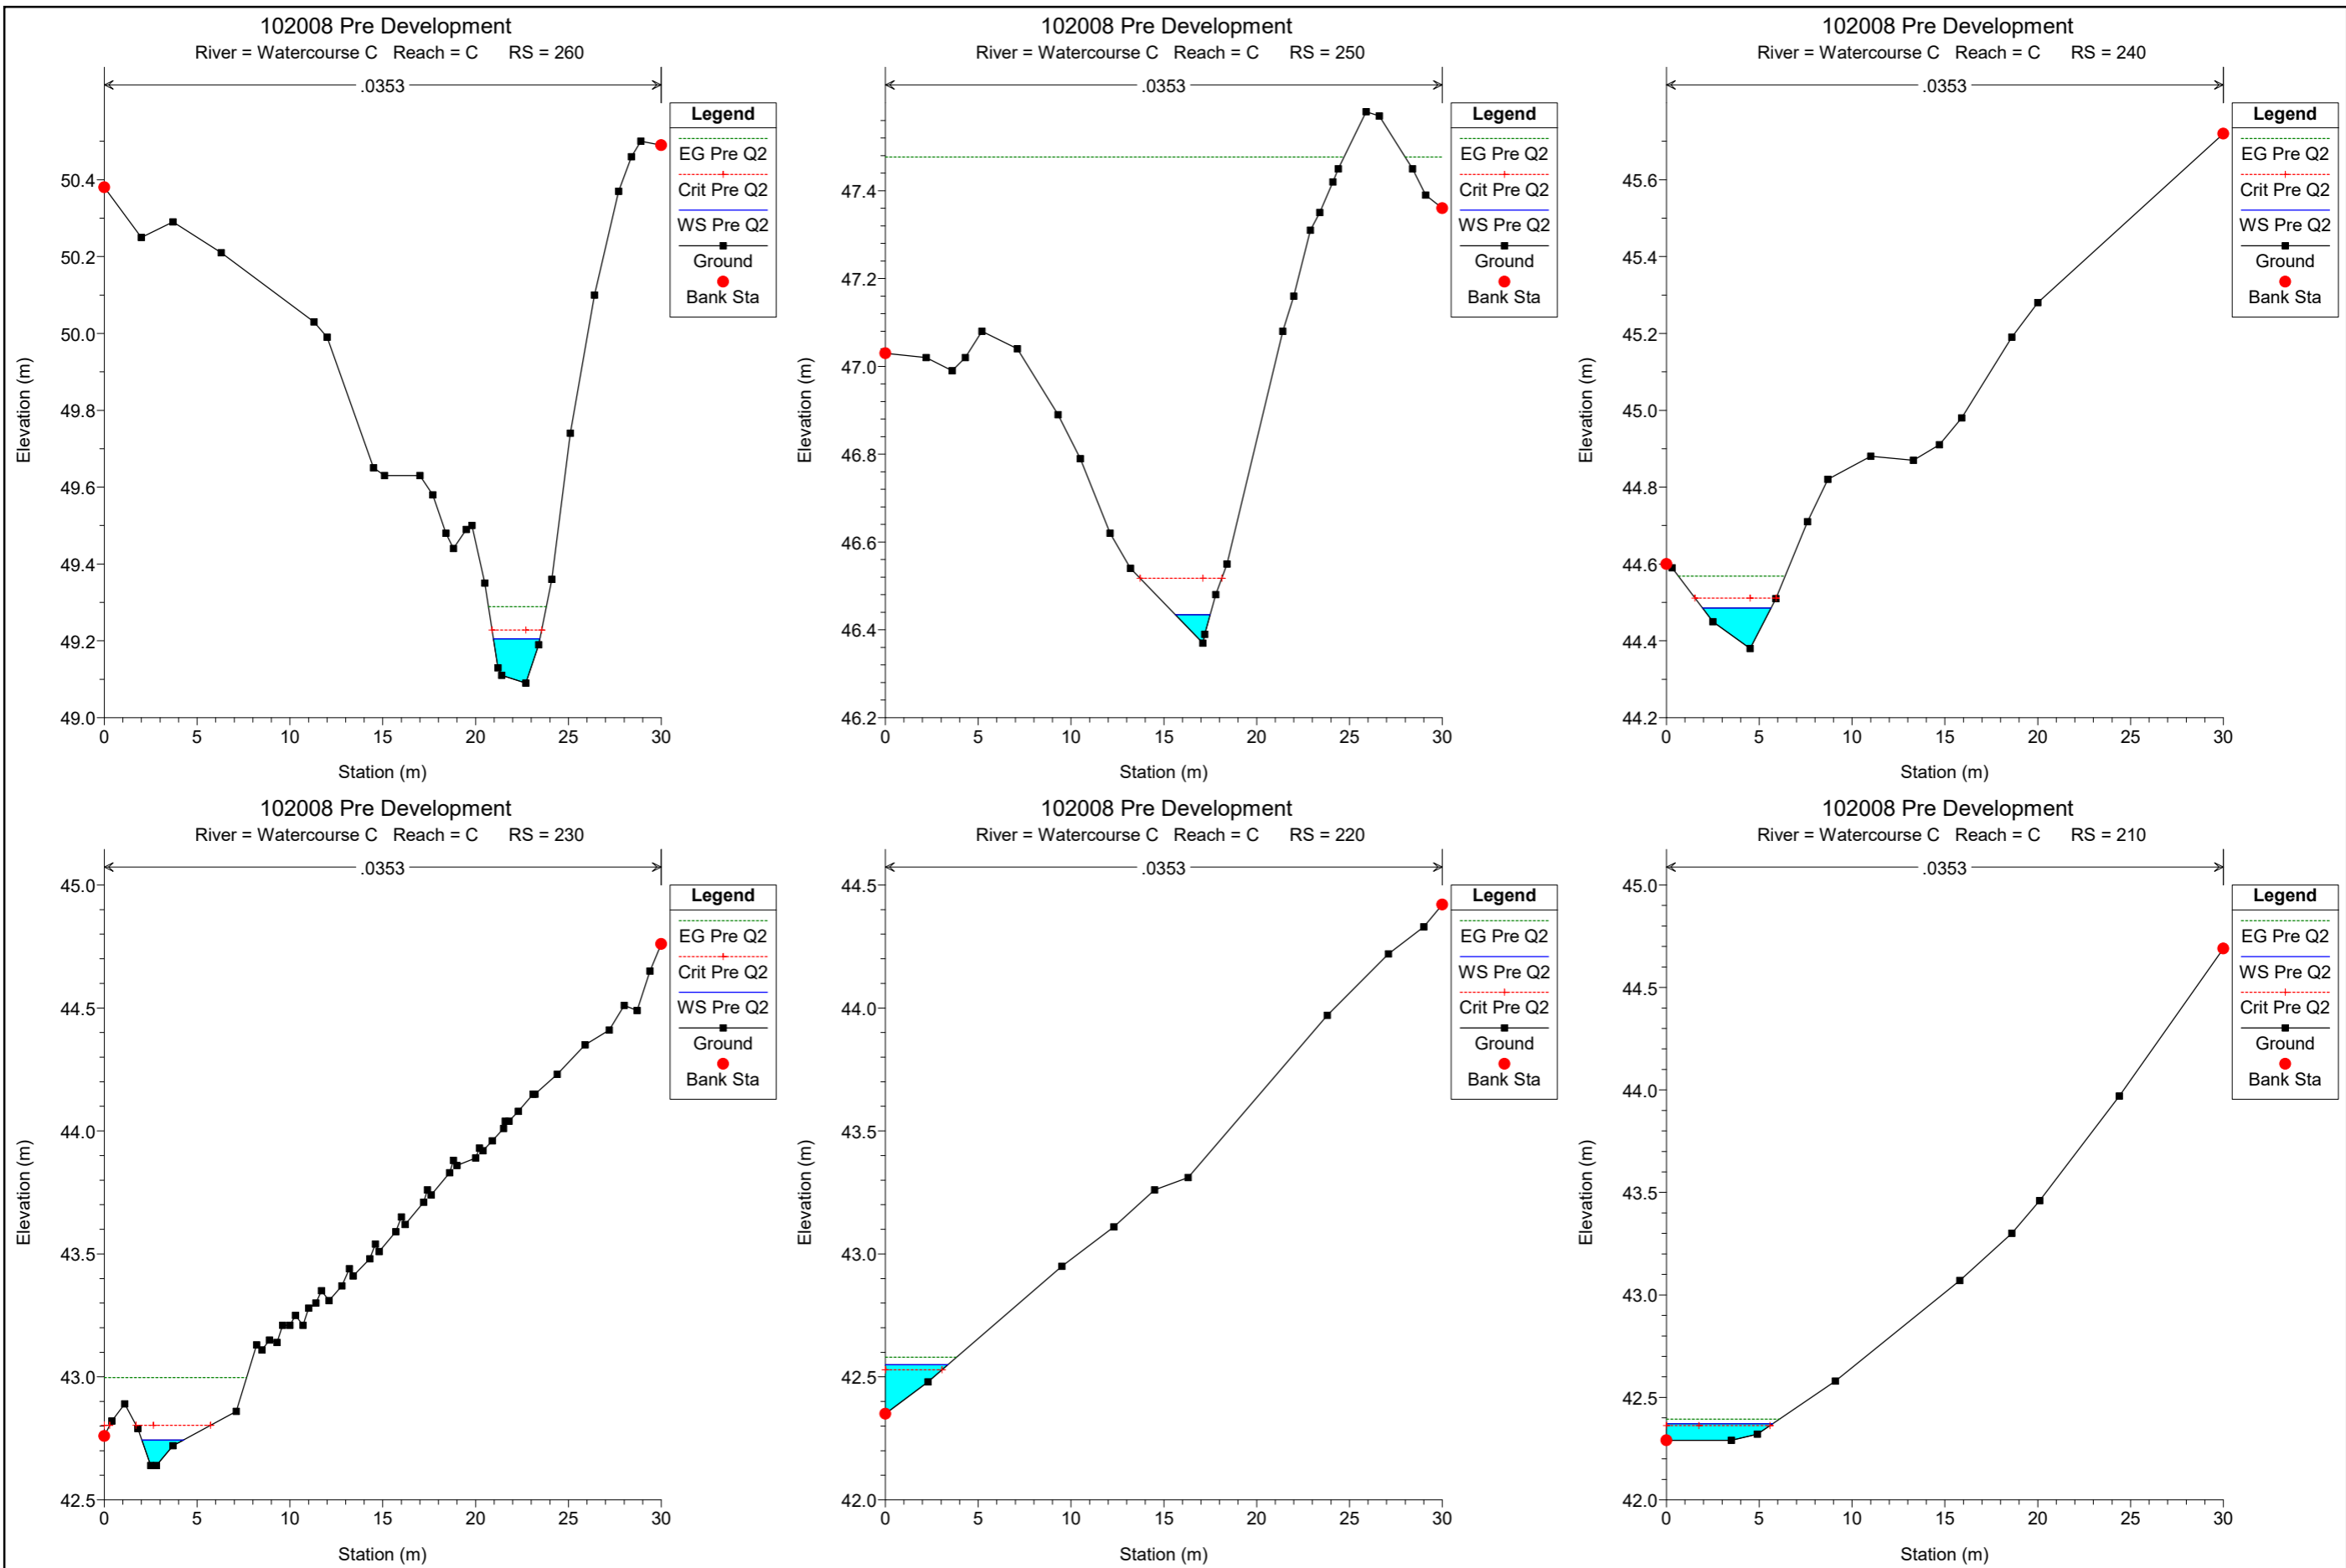 102008 Pre Development
River = Watercourse C Reach = C RS = 260
.0353
Legend
EG Pre Q2
Crit Pre Q2
WS Pre Q2
Ground
Bank Sta
50.4
50.2
50.0
49.8
49.6
49.4
49.2
49.0
Elevation (m)
0 5 10 15 20 25 30
Station (m)
102008 Pre Development
River = Watercourse C Reach = C RS = 250
.0353
Legend
EG Pre Q2
Crit Pre Q2
WS Pre Q2
Ground
Bank Sta
47.4
47.2
47.0
46.8
46.6
46.4
46.2
Elevation (m)
0 5 10 15 20 25 30
Station (m)
102008 Pre Development
River = Watercourse C Reach = C RS = 240
.0353
Legend
EG Pre Q2
Crit Pre Q2
WS Pre Q2
Ground
Bank Sta
45.6
45.4
45.2
45.0
44.8
44.6
44.4
44.2
Elevation (m)
0 5 10 15 20 25 30
Station (m)
102008 Pre Development
River = Watercourse C Reach = C RS = 230
.0353
Legend
EG Pre Q2
Crit Pre Q2
WS Pre Q2
Ground
Bank Sta
45.0
44.5
44.0
43.5
43.0
42.5
Elevation (m)
0 5 10 15 20 25 30
Station (m)
102008 Pre Development
River = Watercourse C Reach = C RS = 220
.0353
Legend
EG Pre Q2
WS Pre Q2
Crit Pre Q2
Ground
Bank Sta
44.5
44.0
43.5
43.0
42.5
42.0
Elevation (m)
0 5 10 15 20 25 30
Station (m)
102008 Pre Development
River = Watercourse C Reach = C RS = 210
.0353
Legend
EG Pre Q2
WS Pre Q2
Crit Pre Q2
Ground
Bank Sta
45.0
44.5
44.0
43.5
43.0
42.5
42.0
Elevation (m)
0 5 10 15 20 25 30
Station (m)